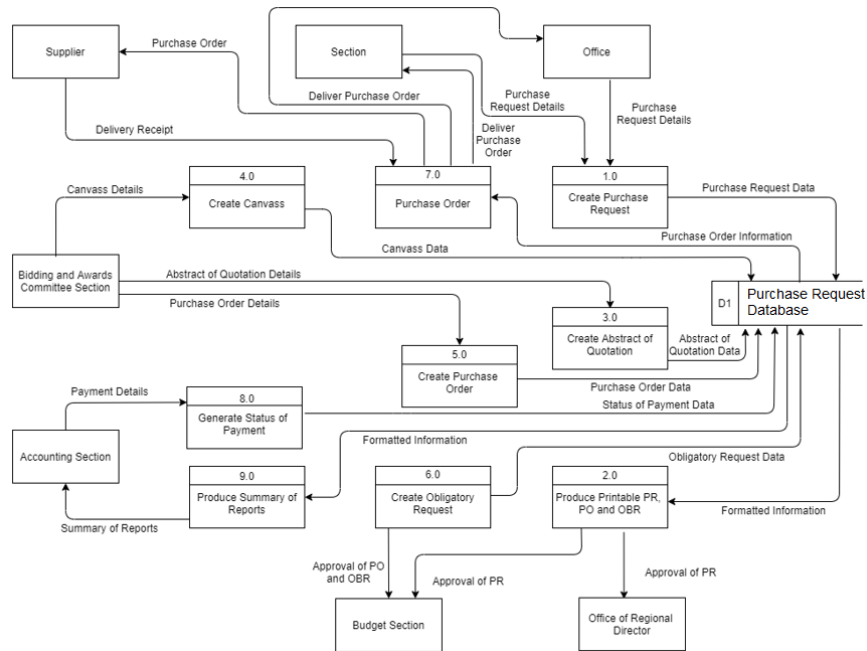 Supplier
Purchase Order
Section
Office
Deliver Purchase Order
Purchase
Request Details
Purchase
Request Details
Delivery Receipt
Deliver
Purchase
Order
Canvass Details
4.0
Create Canvass
7.0
Purchase Order
1.0
Create Purchase
Request
Purchase Request Data
Canvass Data
Purchase Order Information
Bidding and Awards
Committee Section
Abstract of Quotation Details
Purchase Order Details
D1
Purchase Request
Database
3.0
Create Abstract of
Quotation
Abstract of
Quotation Data
5.0
Create Purchase
Order
Purchase Order Data
Payment Details
8.0
Generate Status of
Payment
Status of Payment Data
Accounting Section
Formatted Information
Obligatory Request Data
9.0
Produce Summary of
Reports
6.0
Create Obligatory
Request
2.0
Produce Printable PR,
PO and OBR
Formatted Information
Summary of Reports
Approval of PO
and OBR
Approval of PR
Approval of PR
Budget Section
Office of Regional
Director